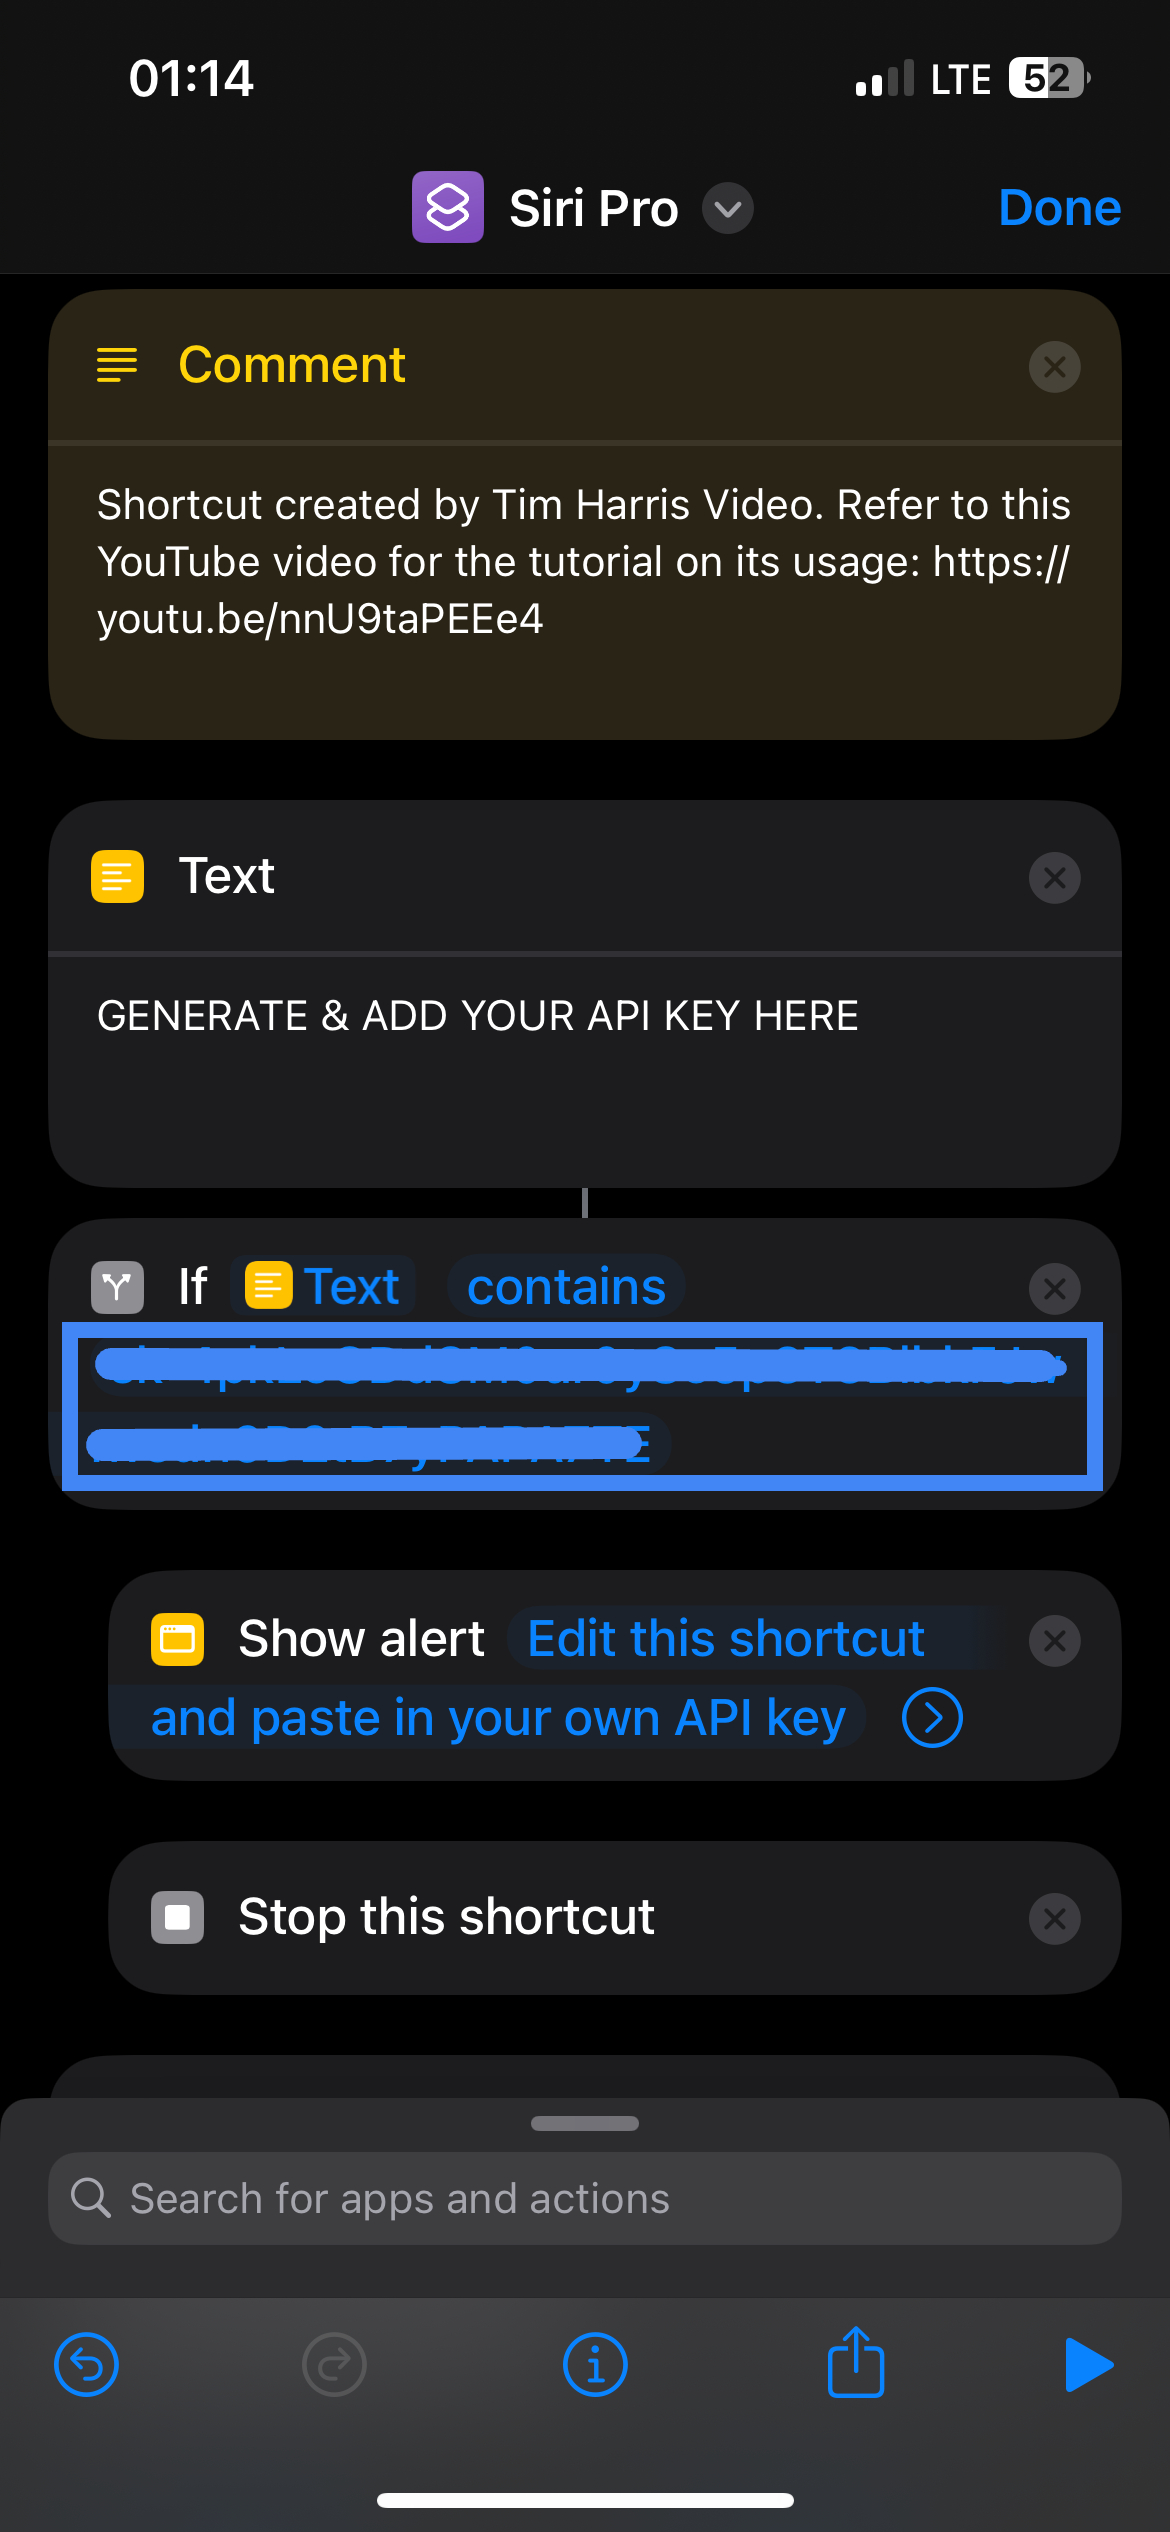 01:14
LTE 52
Siri Pro
Done
Comment
Shortcut created by Tim Harris Video. Refer to this
YouTube video for the tutorial on its usage: https://
youtu.be/nnU9taPEEe4
Text
GENERATE & ADD YOUR API KEY HERE
If Text contains
Show alert Edit this shortcut
and paste in your own API key
Stop this shortcut
Search for apps and actions